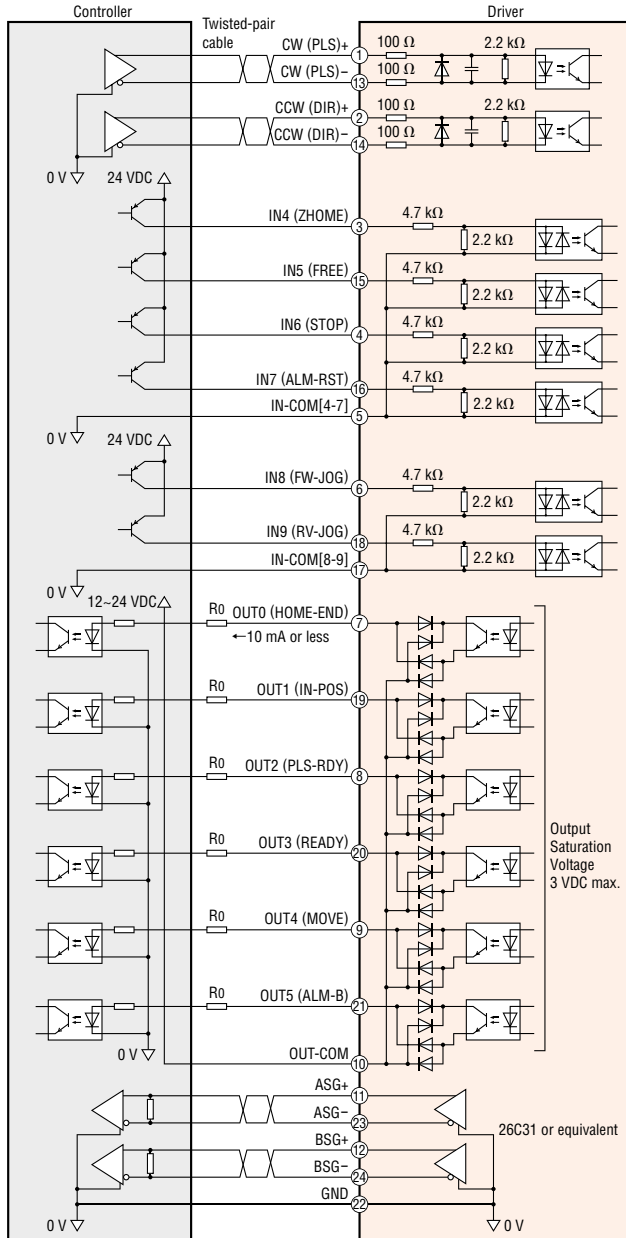 Controller
Twisted-pair
cable
Driver
CW (PLS)+
1
100 Ω
2.2 kΩ
CW (PLS)−
13
100 Ω
CCW (DIR)+
2
100 Ω
2.2 kΩ
CCW (DIR)−
14
100 Ω
0 V
24 VDC
IN4 (ZHOME)
3
4.7 kΩ
2.2 kΩ
IN5 (FREE)
15
4.7 kΩ
2.2 kΩ
IN6 (STOP)
4
4.7 kΩ
2.2 kΩ
IN7 (ALM-RST)
16
4.7 kΩ
2.2 kΩ
IN-COM[4-7]
5
0 V
24 VDC
IN8 (FW-JOG)
6
4.7 kΩ
2.2 kΩ
IN9 (RV-JOG)
18
4.7 kΩ
2.2 kΩ
IN-COM[8-9]
17
0 V
12~24 VDC
R0
OUT0 (HOME-END)
7
←10 mA or less
R0
OUT1 (IN-POS)
19
R0
OUT2 (PLS-RDY)
8
R0
OUT3 (READY)
20
Output
Saturation
Voltage
3 VDC max.
R0
OUT4 (MOVE)
9
R0
OUT5 (ALM-B)
21
0 V
OUT-COM
10
ASG+
11
ASG−
23
26C31 or equivalent
BSG+
12
BSG−
24
GND
22
0 V
0 V